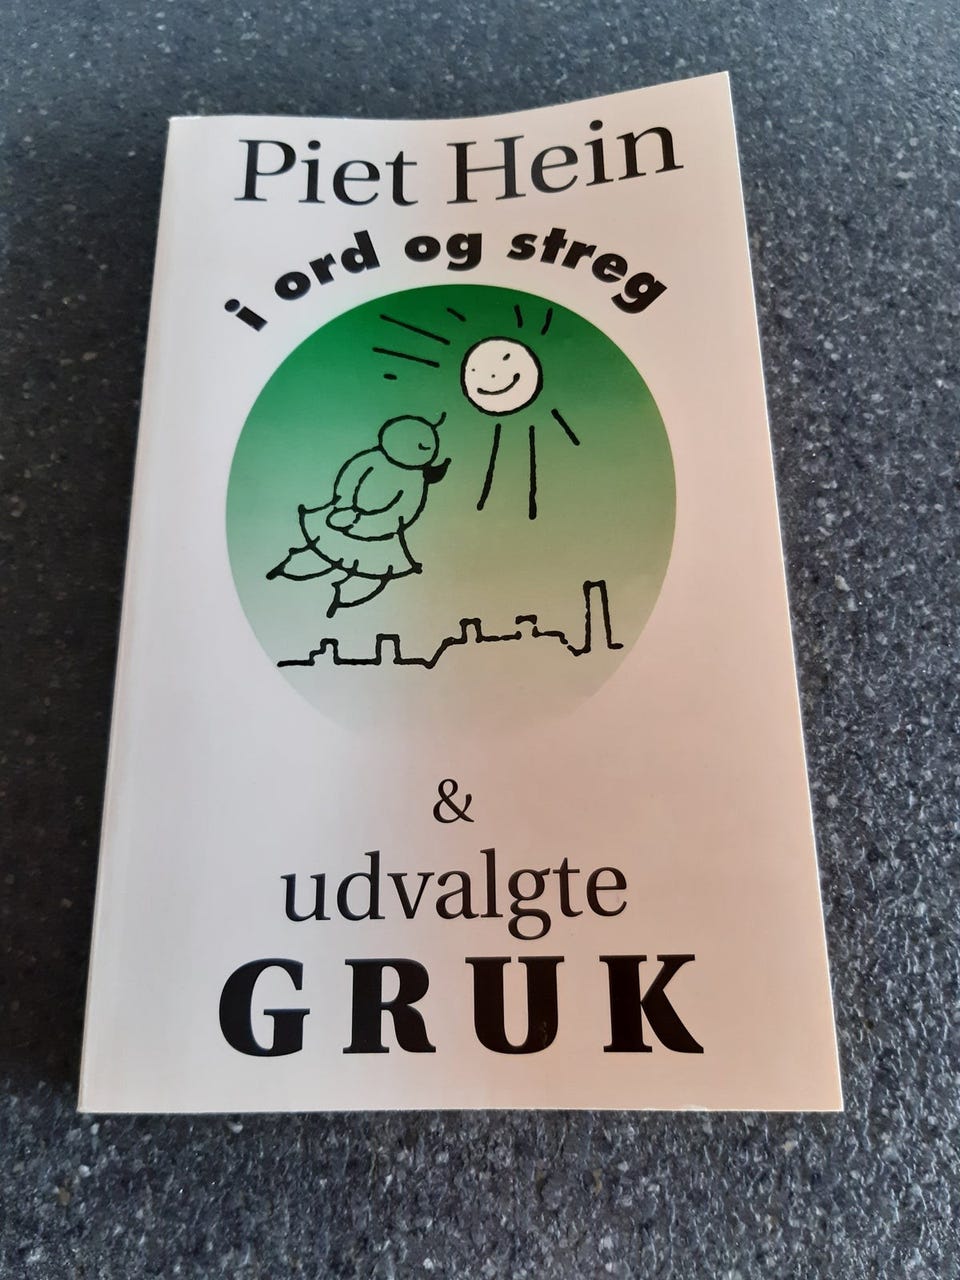 Piet Hein
i ord og streg
&
udvalgte
GRUK